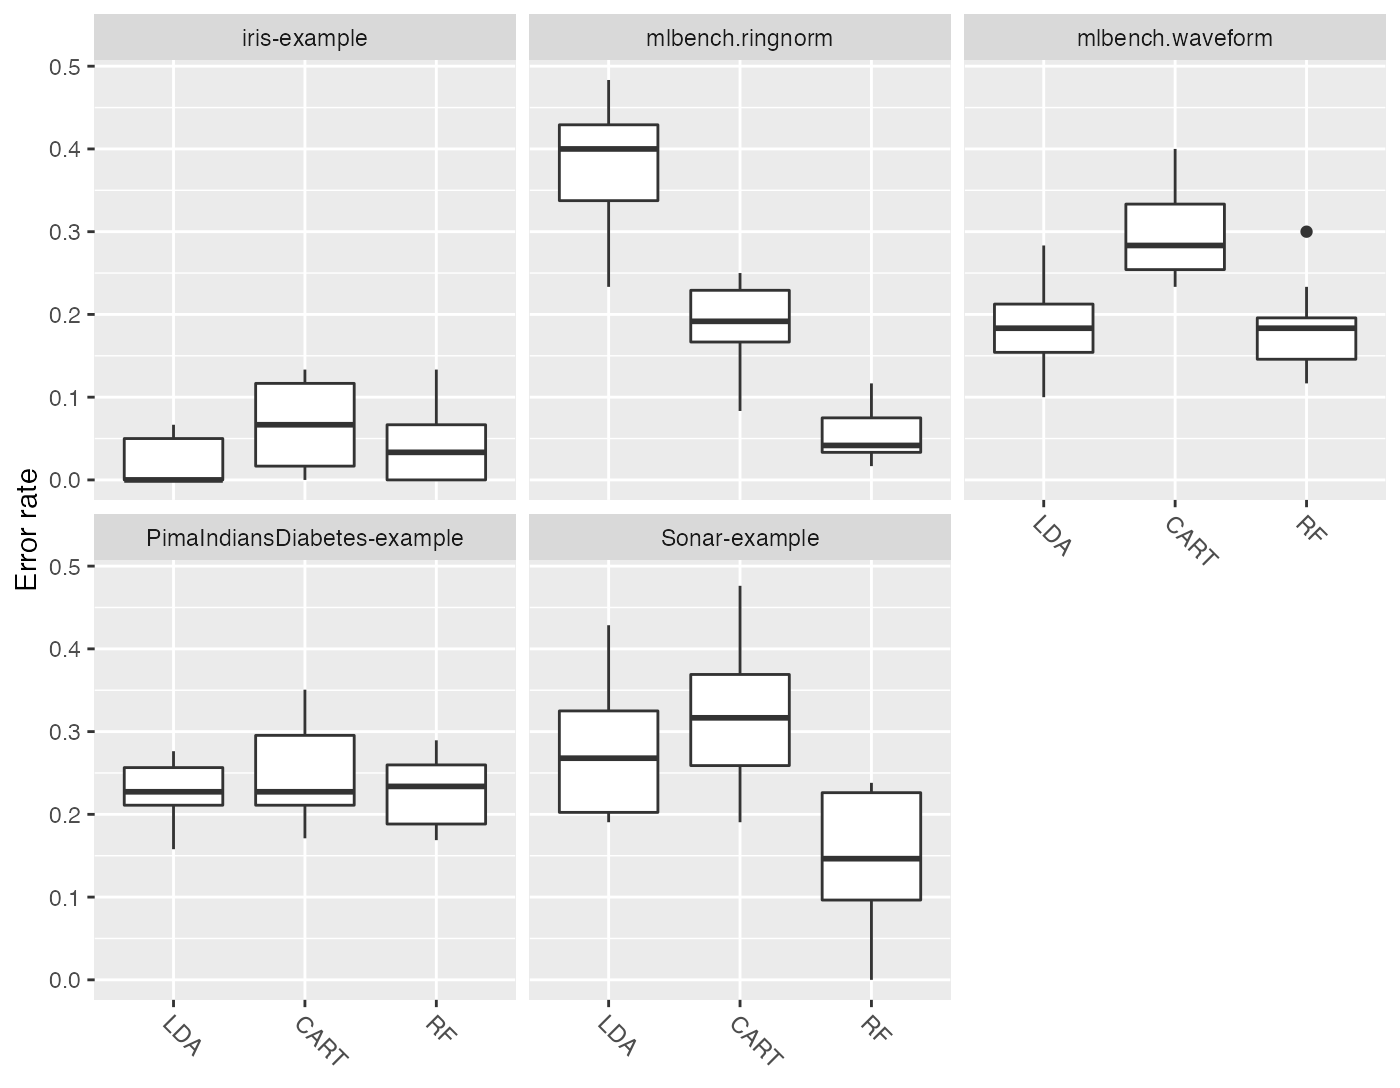 iris-example
mlbench.ringnorm
mlbench.waveform
0.5
0.4
0.3
0.2
0.1
0.0
LDA
CART
RF
Error rate
PimaIndiansDiabetes-example
Sonar-example
0.5
0.4
0.3
0.2
0.1
0.0
LDA
CART
RF
LDA
CART
RF